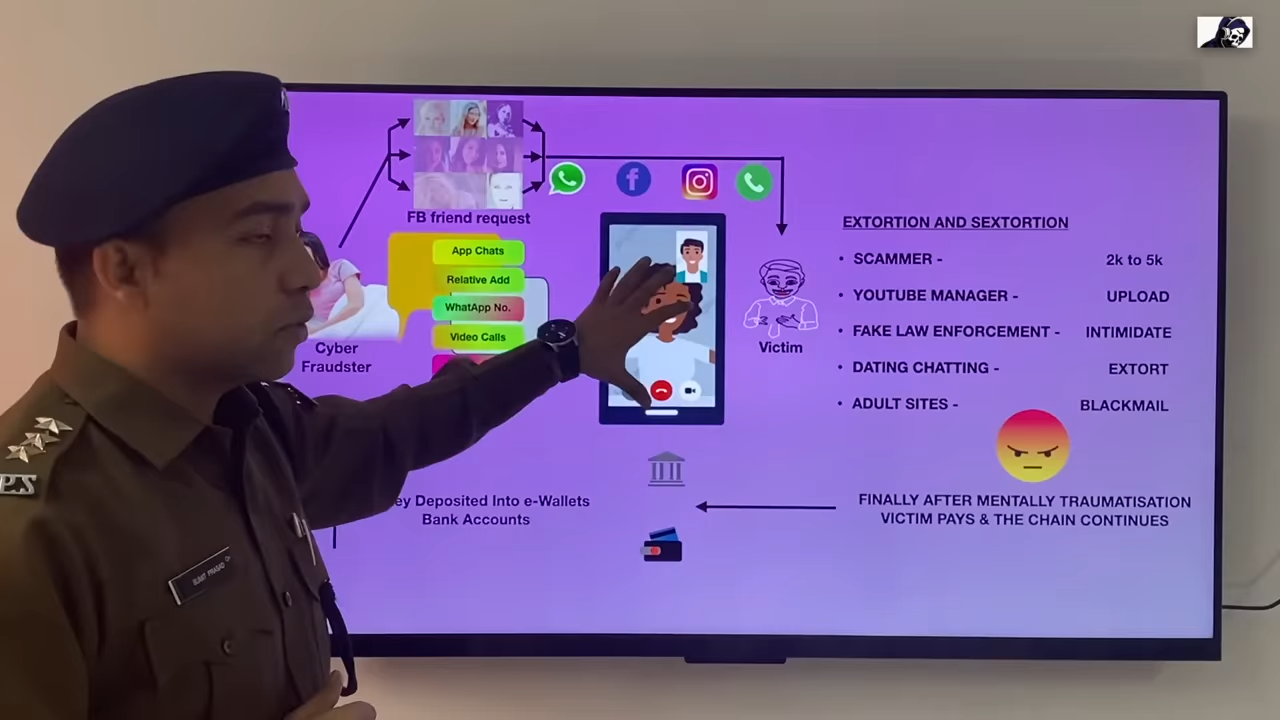 FB friend request
App Chats
Relative Add
WhatApp No.
Video Calls
Cyber
Fraudster
Victim
EXTORTION AND SEXTORTION
• SCAMMER - 2k to 5k
• YOUTUBE MANAGER - UPLOAD
• FAKE LAW ENFORCEMENT - INTIMIDATE
• DATING CHATTING - EXTORT
• ADULT SITES - BLACKMAIL
FINALLY AFTER MENTALLY TRAUMATISATION
VICTIM PAYS & THE CHAIN CONTINUES
ey Deposited Into e-Wallets
Bank Accounts
P.S
SUMIT PRASAD